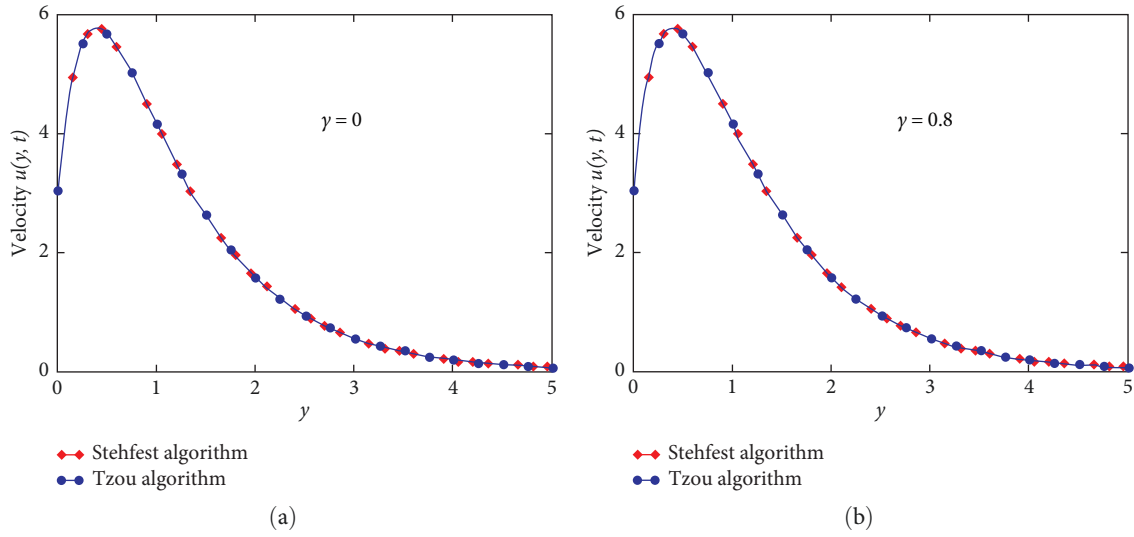 6
4
2
0
Velocity u(y, t)
γ = 0
0 1 2 3 4 5
y
Stehfest algorithm
Tzou algorithm
(a)
6
4
2
0
Velocity u(y, t)
γ = 0.8
0 1 2 3 4 5
y
Stehfest algorithm
Tzou algorithm
(b)